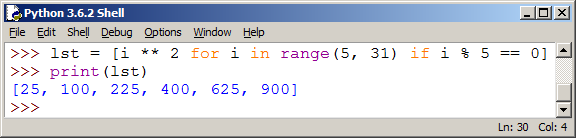 Python 3.6.2 Shell
File Edit Shell Debug Options Window Help
>>> lst = [i ** 2 for i in range(5, 31) if i % 5 == 0]
>>> print(lst)
[25, 100, 225, 400, 625, 900]
>>>
Ln: 30 Col: 4